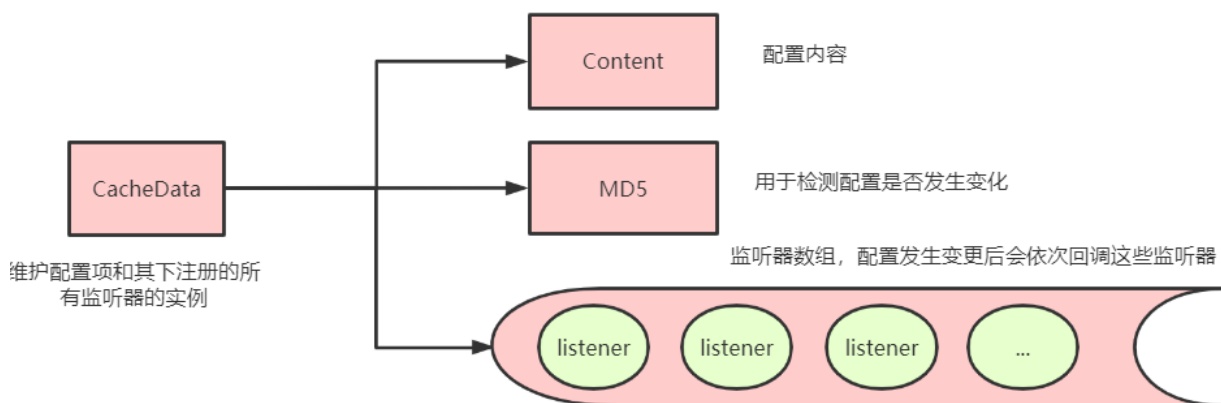 Content
配置内容
CacheData
MD5
用于检测配置是否发生变化
维护配置项和其下注册的所
有监听器的实例
监听器数组，配置发生变更后会依次回调这些监听器
listener
listener
listener
...